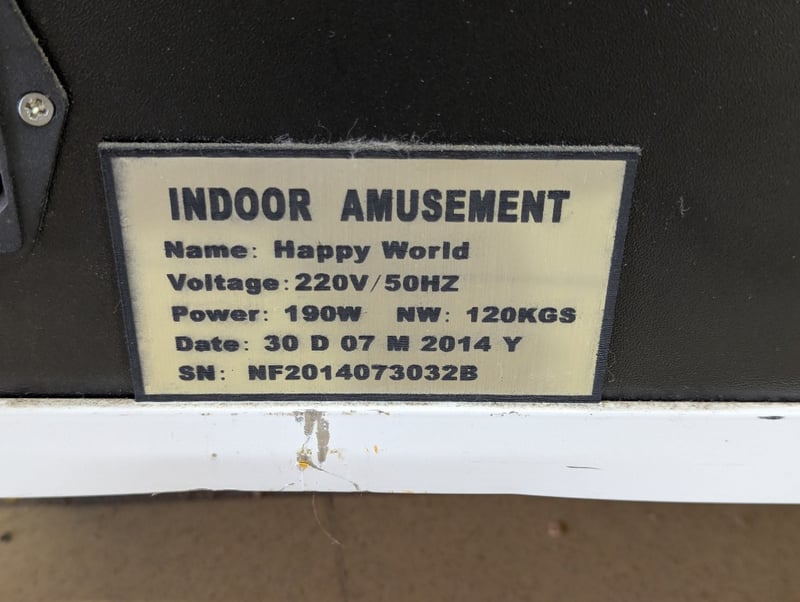 INDOOR AMUSEMENT
Name: Happy World
Voltage: 220V/50HZ
Power: 190W NW: 120KGS
Date: 30 D 07 M 2014 Y
SN: NF2014073032B